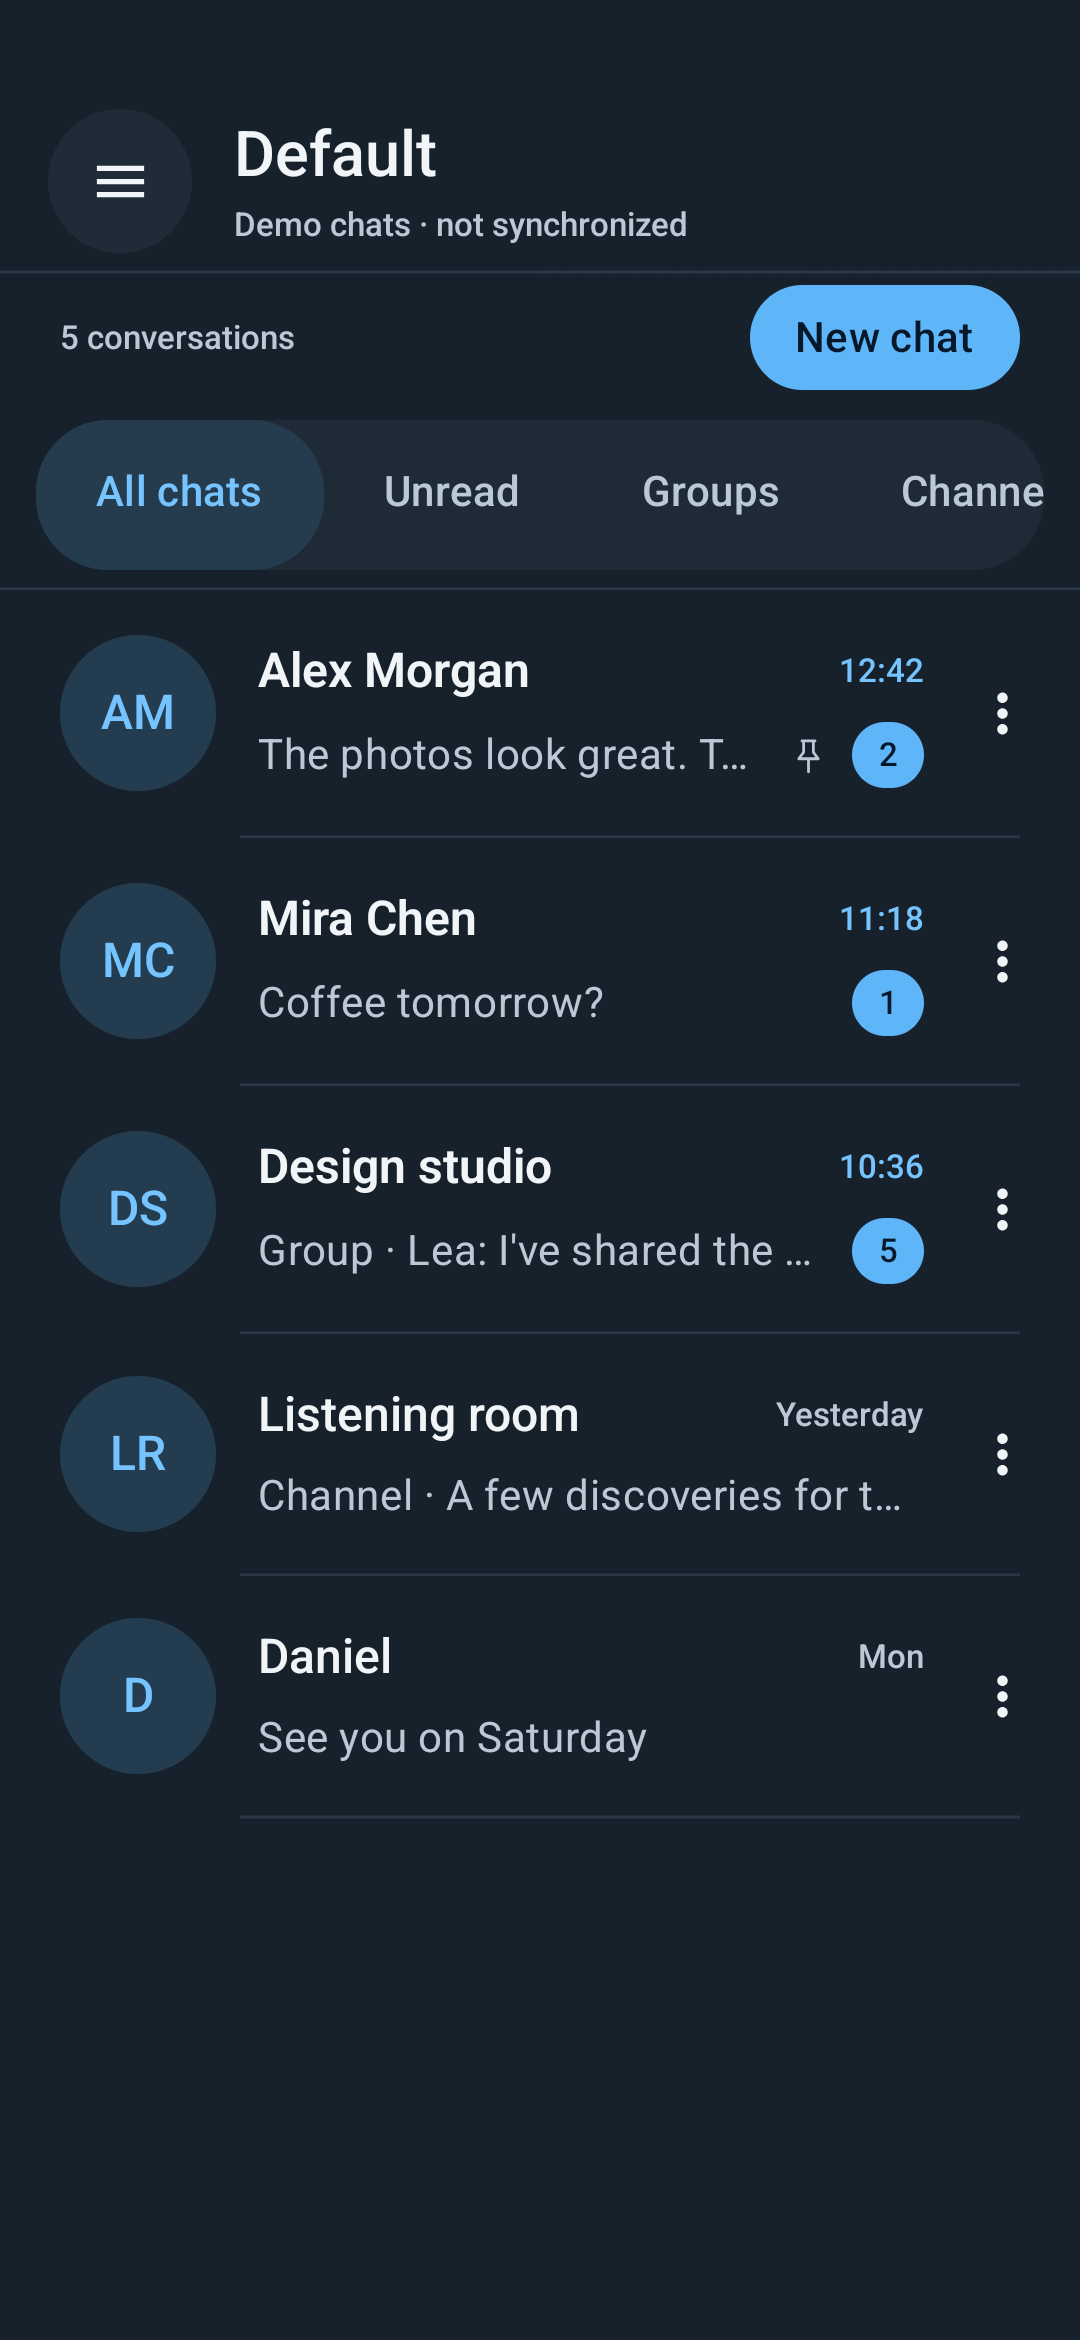 Default
Demo chats · not synchronized
5 conversations
New chat
All chats
Unread
Groups
Channe
AM
Alex Morgan
12:42
The photos look great. T...
2
MC
Mira Chen
11:18
Coffee tomorrow?
1
DS
Design studio
10:36
Group · Lea: I've shared the ...
5
LR
Listening room
Yesterday
Channel · A few discoveries for t...
D
Daniel
Mon
See you on Saturday